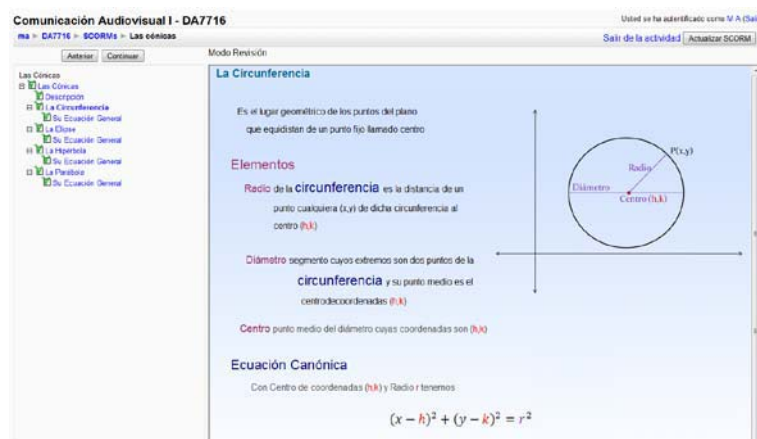 Comunicación Audiovisual I - DA7716
Usted se ha autentificado como M A (Sali
ma ► DA7716 ► SCORMs ► Las cónicas
Salir de la actividad Actualizar SCORM
Anterior Continuar
Modo Revisión
Las Cónicas
Las Cónicas
Descripción
La Circunferencia
Su Ecuación General
La Elipse
Su Ecuación General
La Hipérbola
Su Ecuación General
La Parábola
Su Ecuación General
La Circunferencia
Es el lugar geométrico de los puntos del plano
que equidistan de un punto fijo llamado centro
Elementos
Radio de la circunferencia es la distancia de un
punto cualquiera (x,y) de dicha circunferencia al
centro (h,k)
Diámetro segmento cuyos extremos son dos puntos de la
circunferencia y su punto medio es el
centrodecoordenadas (h,k)
Centro punto medio del diámetro cuyas coordenadas son (h,k)
P(x,y)
Radio
Diámetro
Centro (h,k)
Ecuación Canónica
Con Centro de coordenadas (h,k) y Radio r tenemos
(x − h)² + (y − k)² = r²